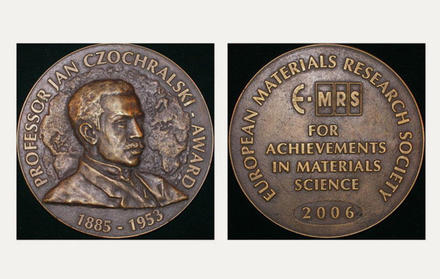 PROFESSOR JAN CZOCHRALSKI - AWARD
1885 - 1953
EUROPEAN MATERIALS RESEARCH SOCIETY
E-MRS
FOR
ACHIEVEMENTS
IN MATERIALS
SCIENCE
2006